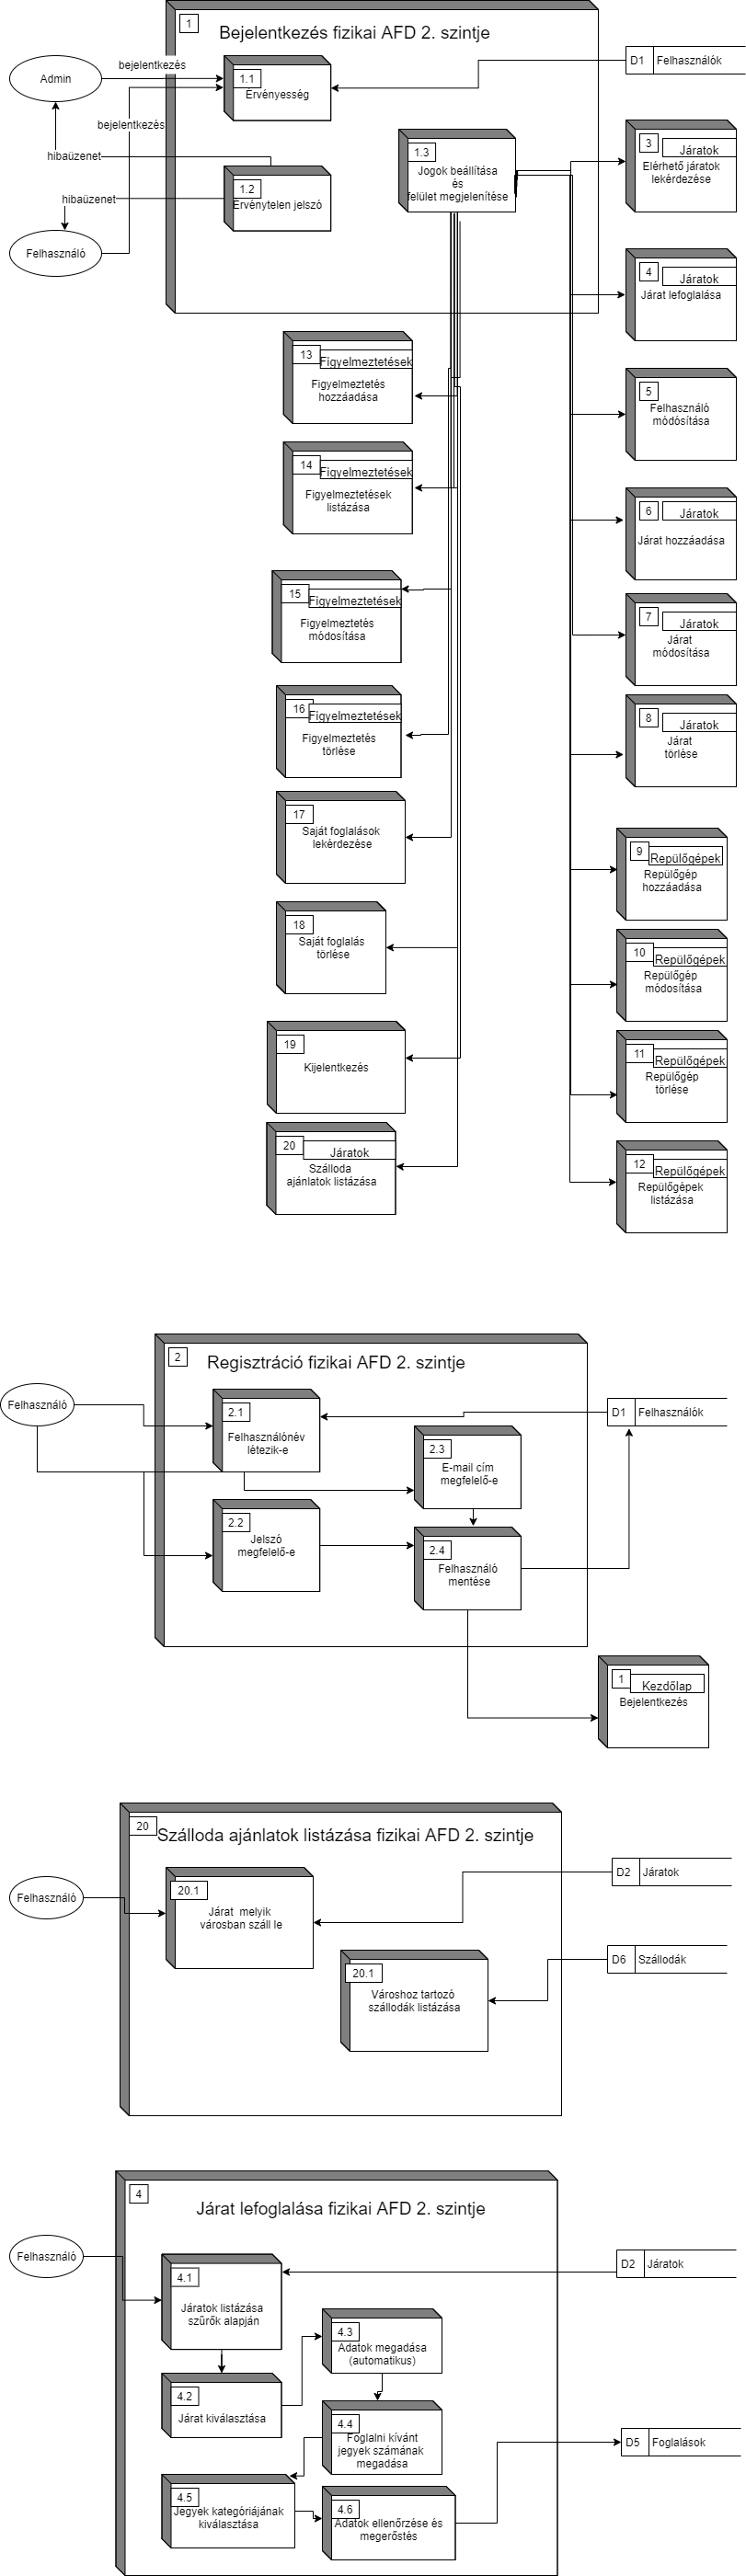 1
Bejelentkezés fizikai AFD 2. szintje
Admin
bejelentkezés
1.1
Érvényesség
D1
Felhasználók
bejelentkezés
hibaüzenet
1.2
Érvénytelen jelszó
hibaüzenet
Felhasználó
1.3
Jogok beállítása
és
felület megjelenítése
3
Járatok
Elérhető járatok
lekérdezése
4
Járatok
Járat lefoglalása
5
Felhasználó
módósítása
6
Járatok
Járat hozzáadása
7
Járatok
Járat
módosítása
8
Járatok
Járat
törlése
9
Repülőgépek
Repülőgép
hozzáadása
10
Repülőgépek
Repülőgép
módosítása
11
Repülőgépek
Repülőgép
törlése
12
Repülőgépek
Repülőgépek
listázása
13
Figyelmeztetések
Figyelmeztetés
hozzáadása
14
Figyelmeztetések
Figyelmeztetések
listázása
15
Figyelmeztetések
Figyelmeztetés
módosítása
16
Figyelmeztetések
Figyelmeztetés
törlése
17
Saját foglalások
lekérdezése
18
Saját foglalás
törlése
19
Kijelentkezés
20
Járatok
Szálloda
ajánlatok listázása
2
Regisztráció fizikai AFD 2. szintje
Felhasználó
2.1
Felhasználónév
létezik-e
D1
Felhasználók
2.3
E-mail cím
megfelelő-e
2.2
Jelszó
megfelelő-e
2.4
Felhasználó
mentése
1
Kezdőlap
Bejelentkezés
20
Szálloda ajánlatok listázása fizikai AFD 2. szintje
Felhasználó
20.1
Járat melyik
városban száll le
D2
Járatok
20.1
Városhoz tartozó
szállodák listázása
D6
Szállodák
4
Járat lefoglalása fizikai AFD 2. szintje
Felhasználó
4.1
Járatok listázása
szűrők alapján
D2
Járatok
4.2
Járat kiválasztása
4.3
Adatok megadása
(automatikus)
4.4
Foglalni kívánt
jegyek számának
megadása
4.5
Jegyek kategóriájának
kiválasztása
4.6
Adatok ellenőrzése és
megerőstés
D5
Foglalások